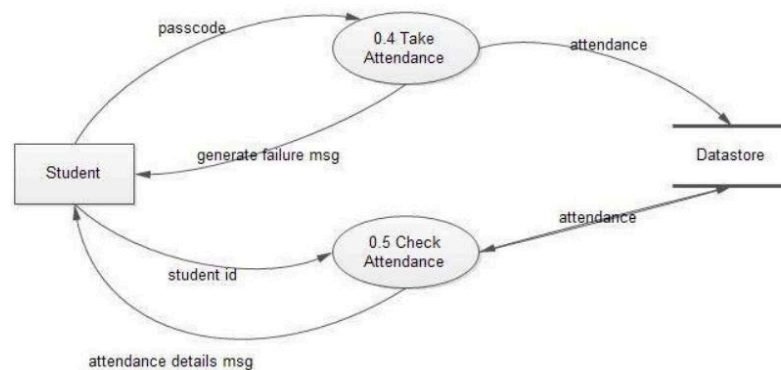 passcode
0.4 Take
Attendance
attendance
generate failure msg
Student
Datastore
attendance
0.5 Check
Attendance
student id
attendance details msg